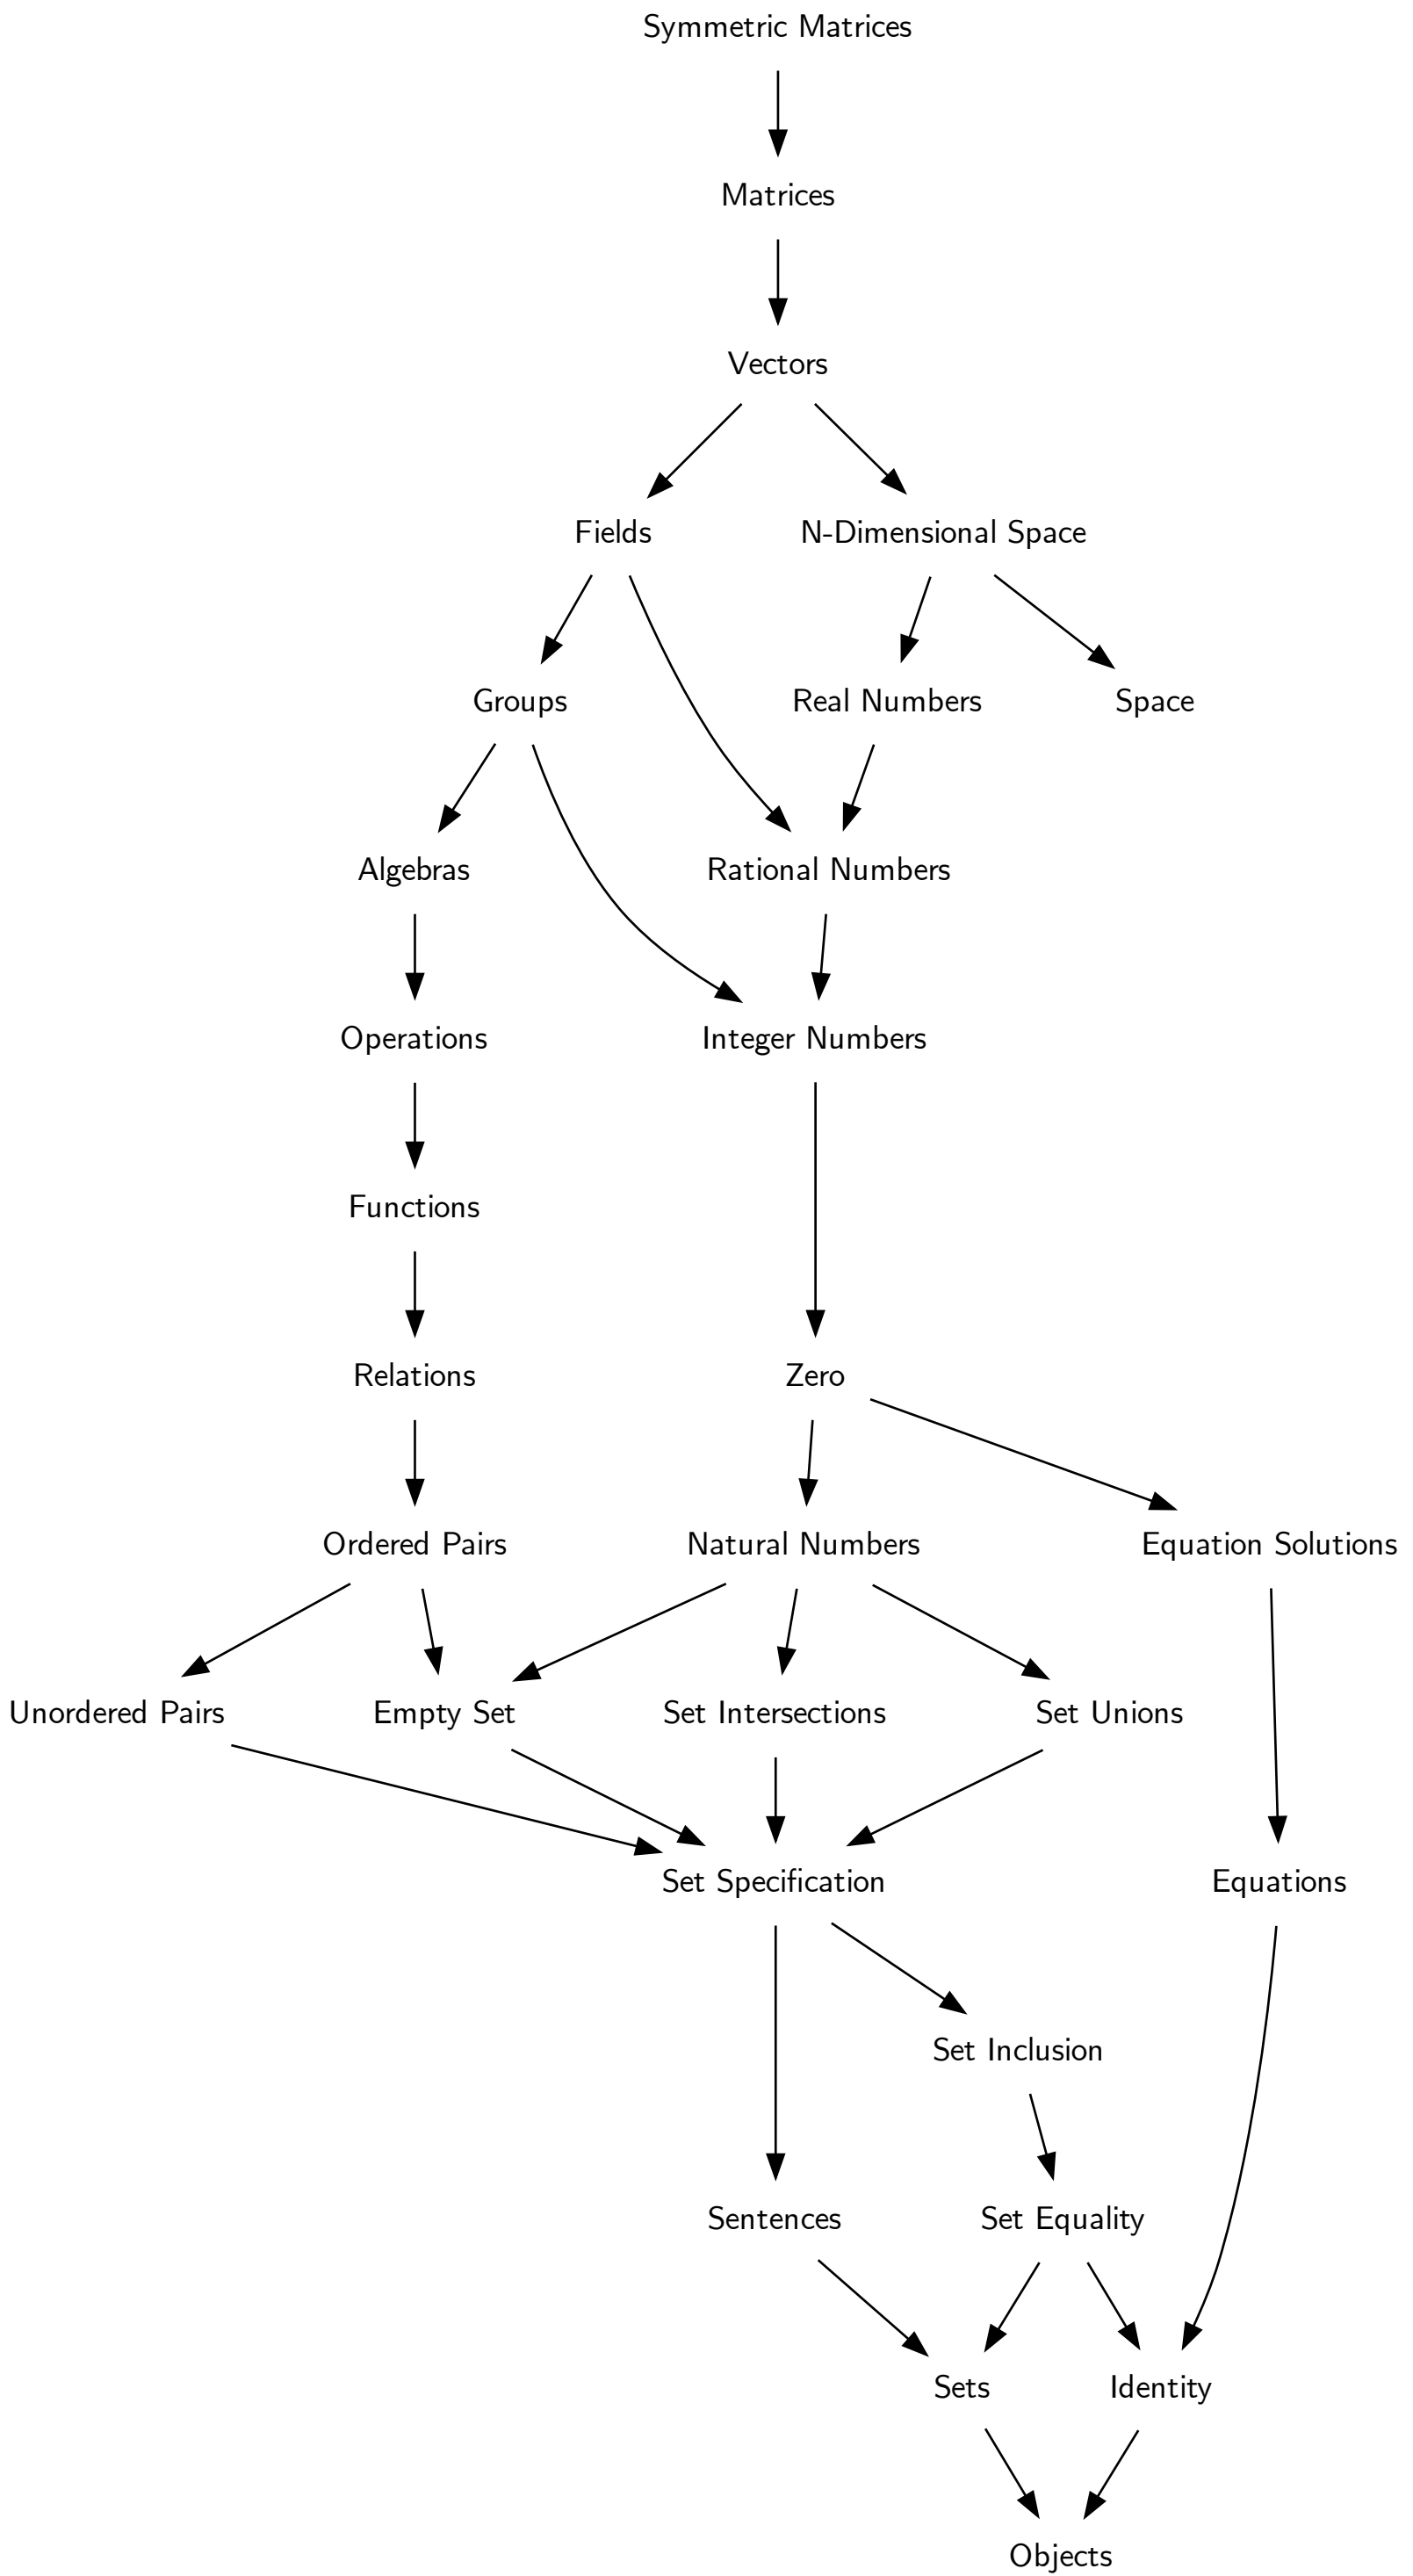 Symmetric Matrices
Matrices
Vectors
Fields
N-Dimensional Space
Groups
Real Numbers
Space
Algebras
Rational Numbers
Operations
Integer Numbers
Functions
Relations
Zero
Ordered Pairs
Natural Numbers
Equation Solutions
Unordered Pairs
Empty Set
Set Intersections
Set Unions
Set Specification
Equations
Set Inclusion
Sentences
Set Equality
Sets
Identity
Objects